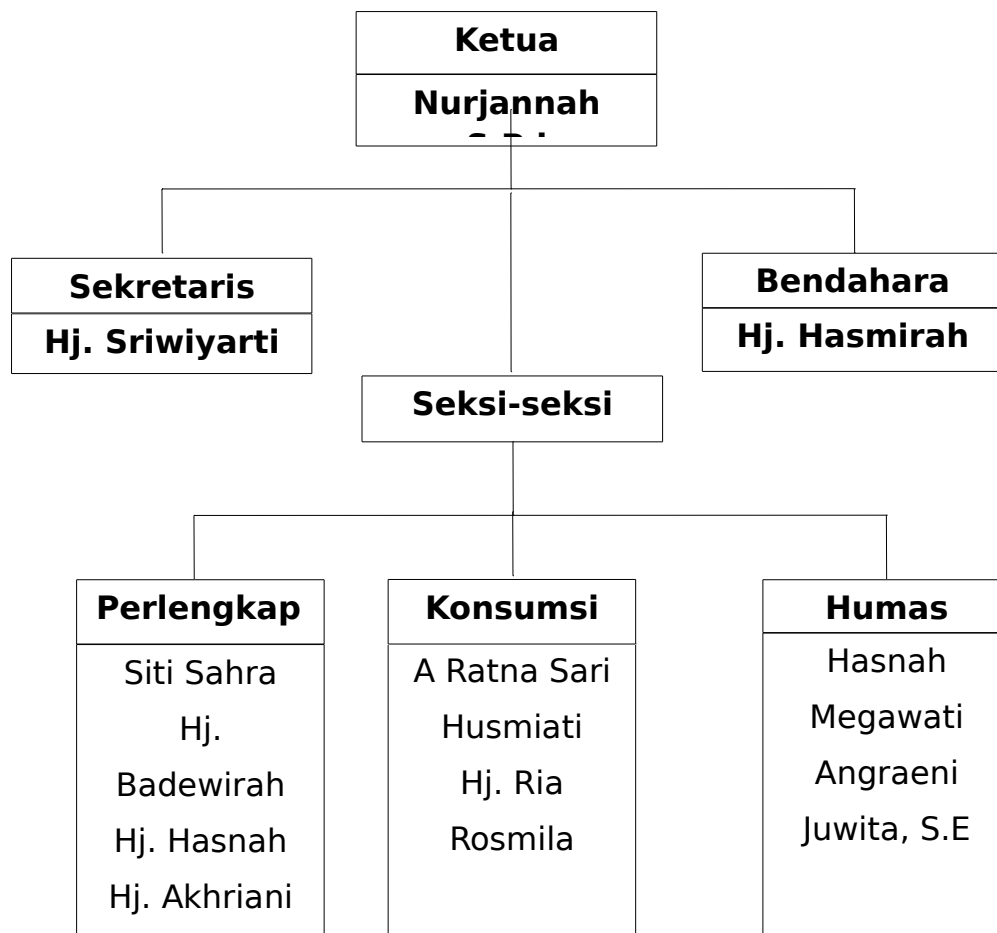 Ketua
Nurjannah
Sekretaris
Hj. Sriwiyarti
Bendahara
Hj. Hasmirah
Seksi-seksi
Perlengkap
Siti Sahra
Hj.
Badewirah
Hj. Hasnah
Hj. Akhriani
Konsumsi
A Ratna Sari
Husmiati
Hj. Ria
Rosmila
Humas
Hasnah
Megawati
Angraeni
Juwita, S.E